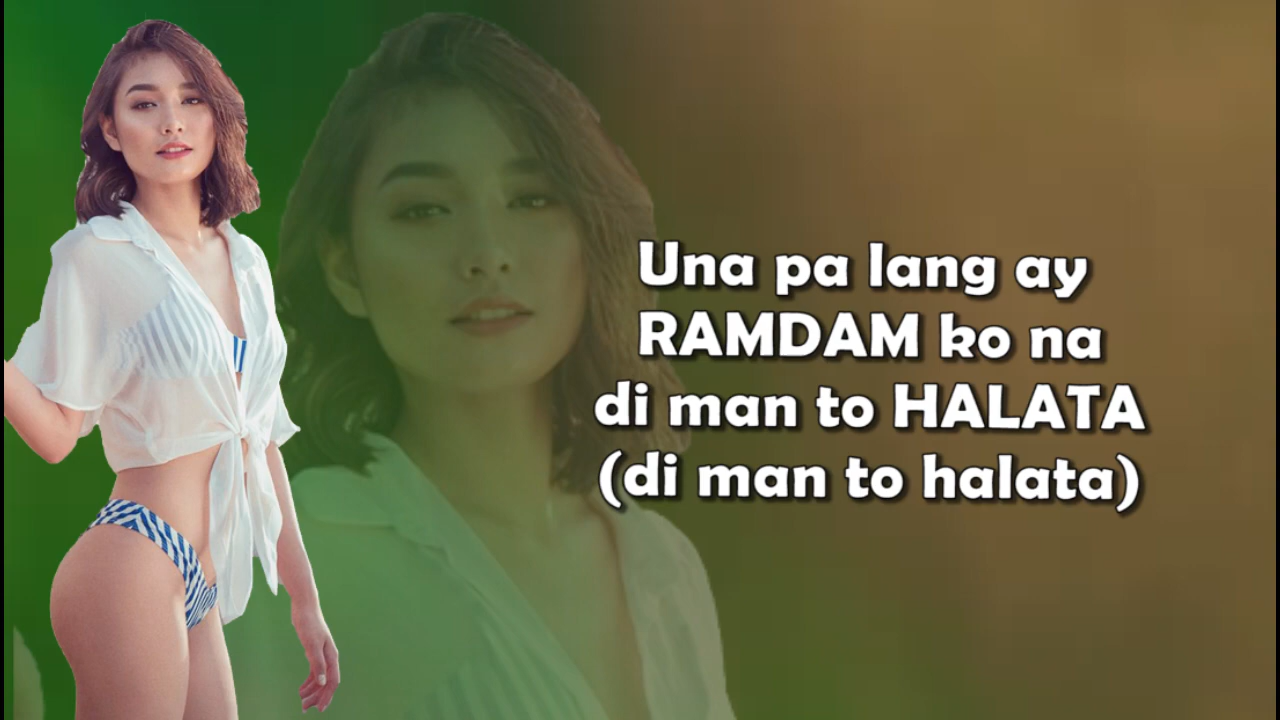 Una pa lang ay
RAMDAM ko na
di man to HALATA
(di man to halata)